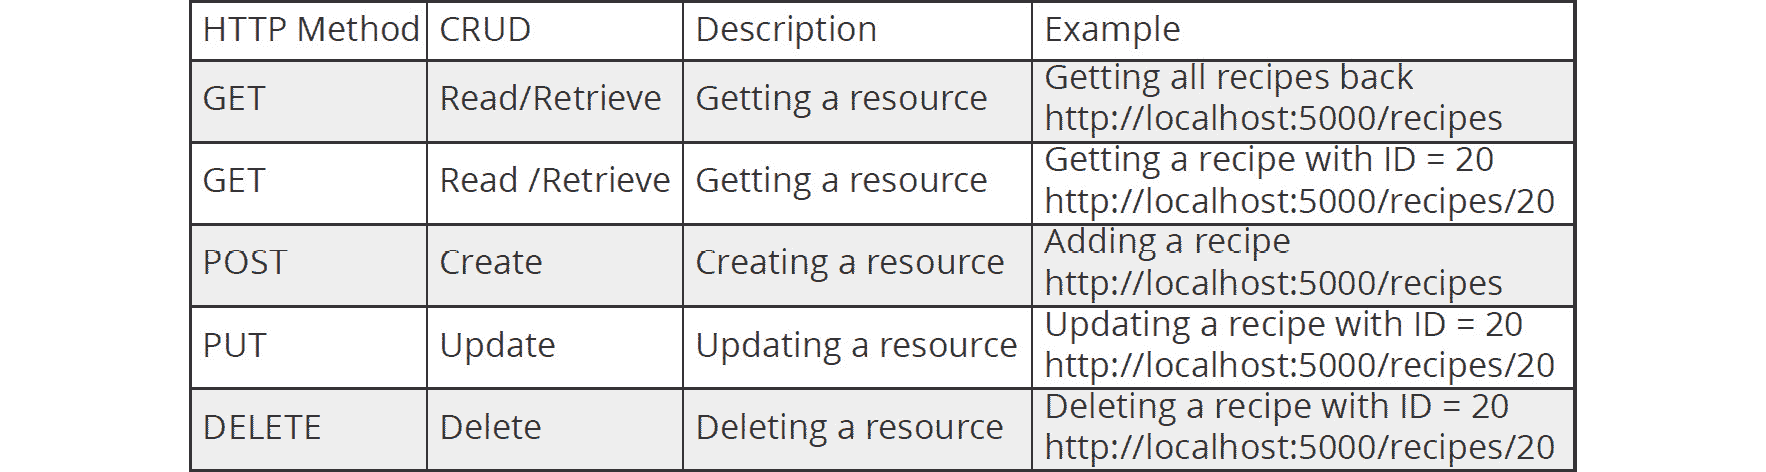 HTTP Method CRUD Description Example
GET Read/Retrieve Getting a resource Getting all recipes back
http://localhost:5000/recipes
GET Read /Retrieve Getting a resource Getting a recipe with ID = 20
http://localhost:5000/recipes/20
POST Create Creating a resource Adding a recipe
http://localhost:5000/recipes
PUT Update Updating a resource Updating a recipe with ID = 20
http://localhost:5000/recipes/20
DELETE Delete Deleting a resource Deleting a recipe with ID = 20
http://localhost:5000/recipes/20